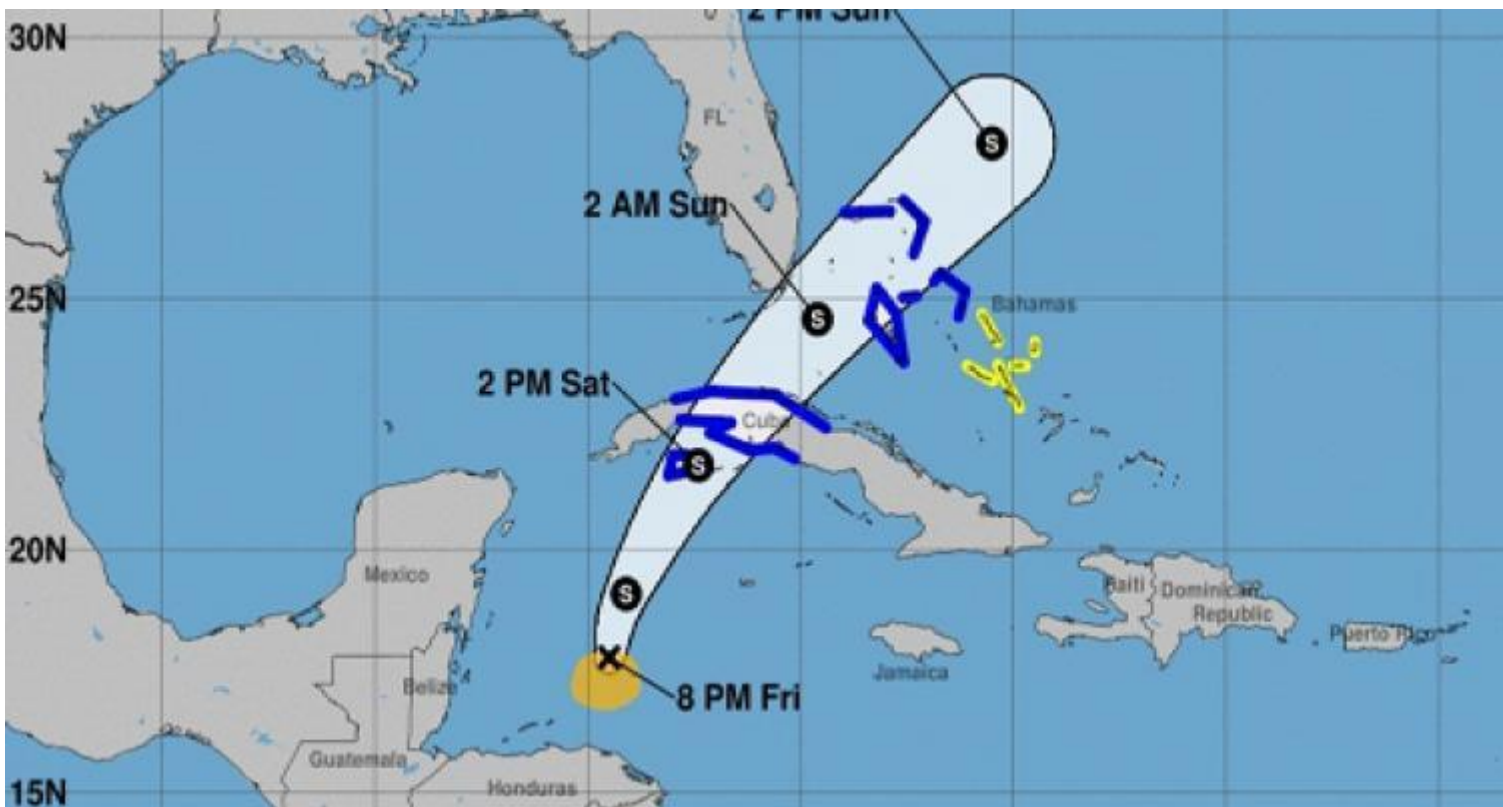 2 PM Sun
30N
FL
S
2 AM Sun
25N
Bahamas
S
2 PM Sat
Cuba
S
20N
Mexico
S
Haiti
Dominican
Republic
Puerto Rico
Jamaica
Belize
8 PM Fri
Guatemala
Honduras
15N